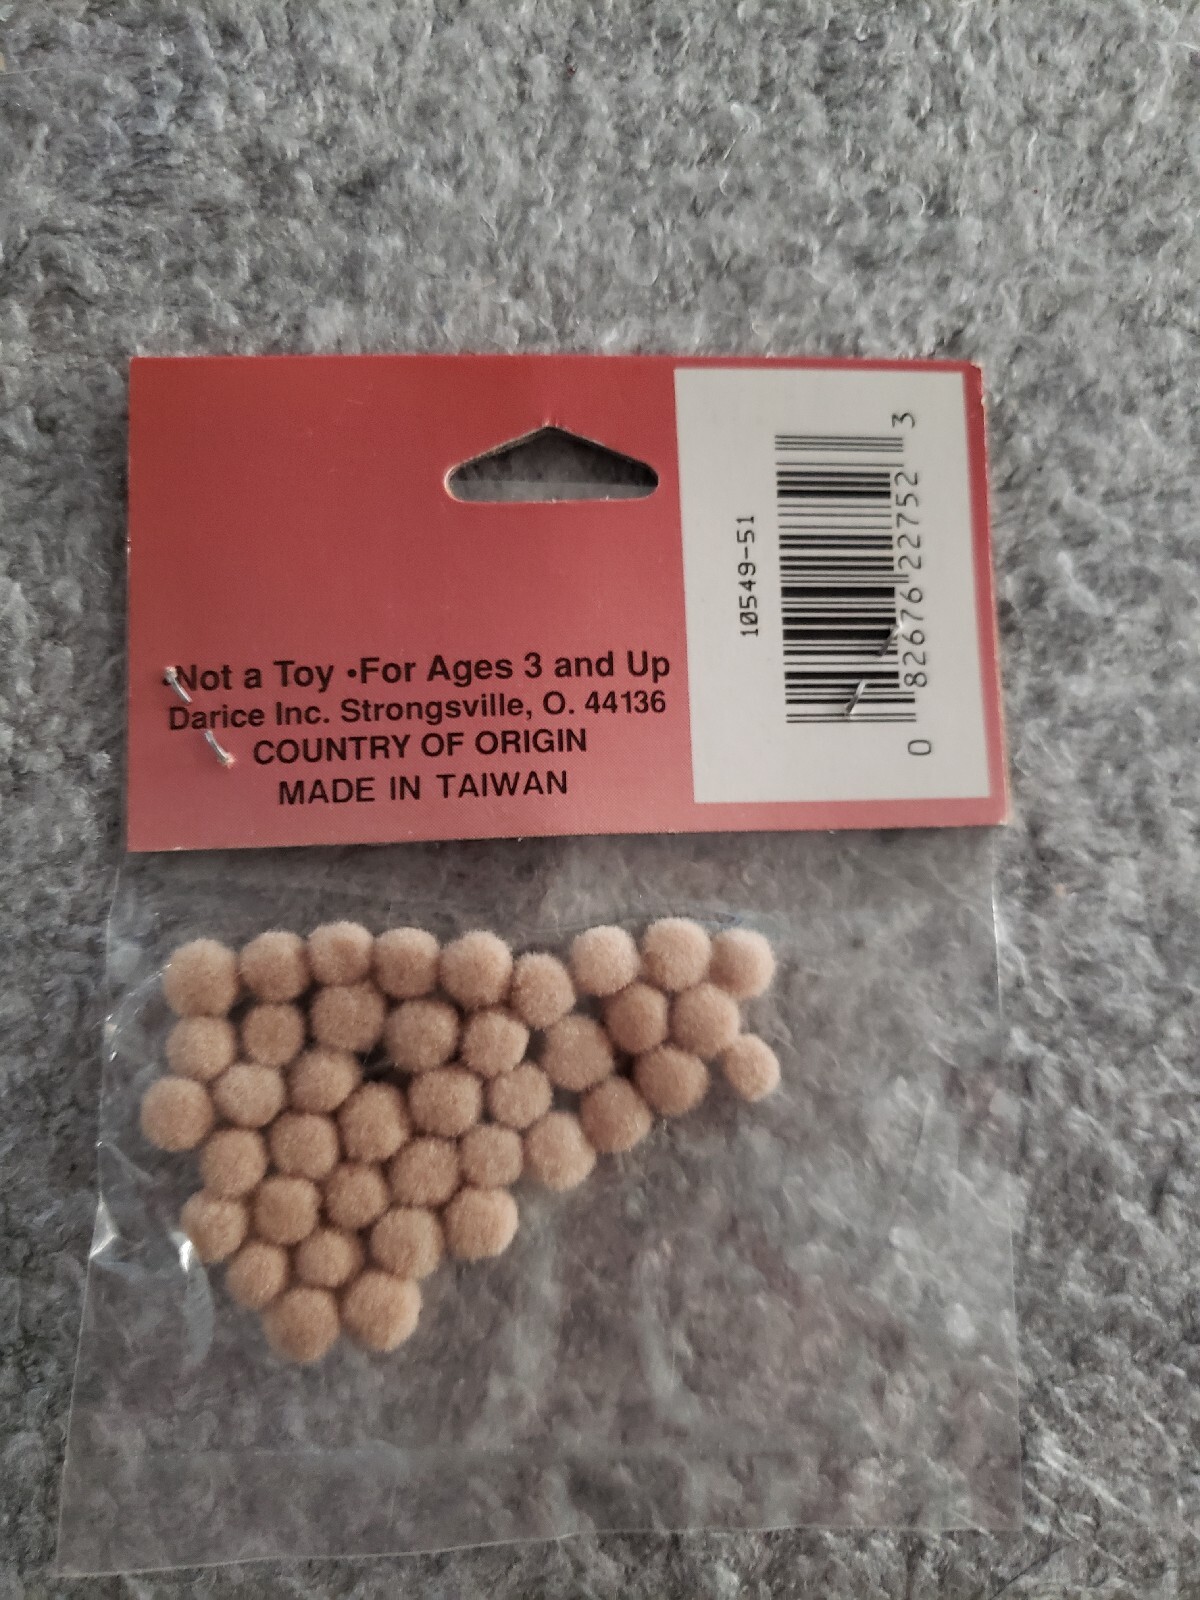 •Not a Toy •For Ages 3 and Up
Darice Inc. Strongsville, O. 44136
COUNTRY OF ORIGIN
MADE IN TAIWAN
10549-51
0 82676 22752 3